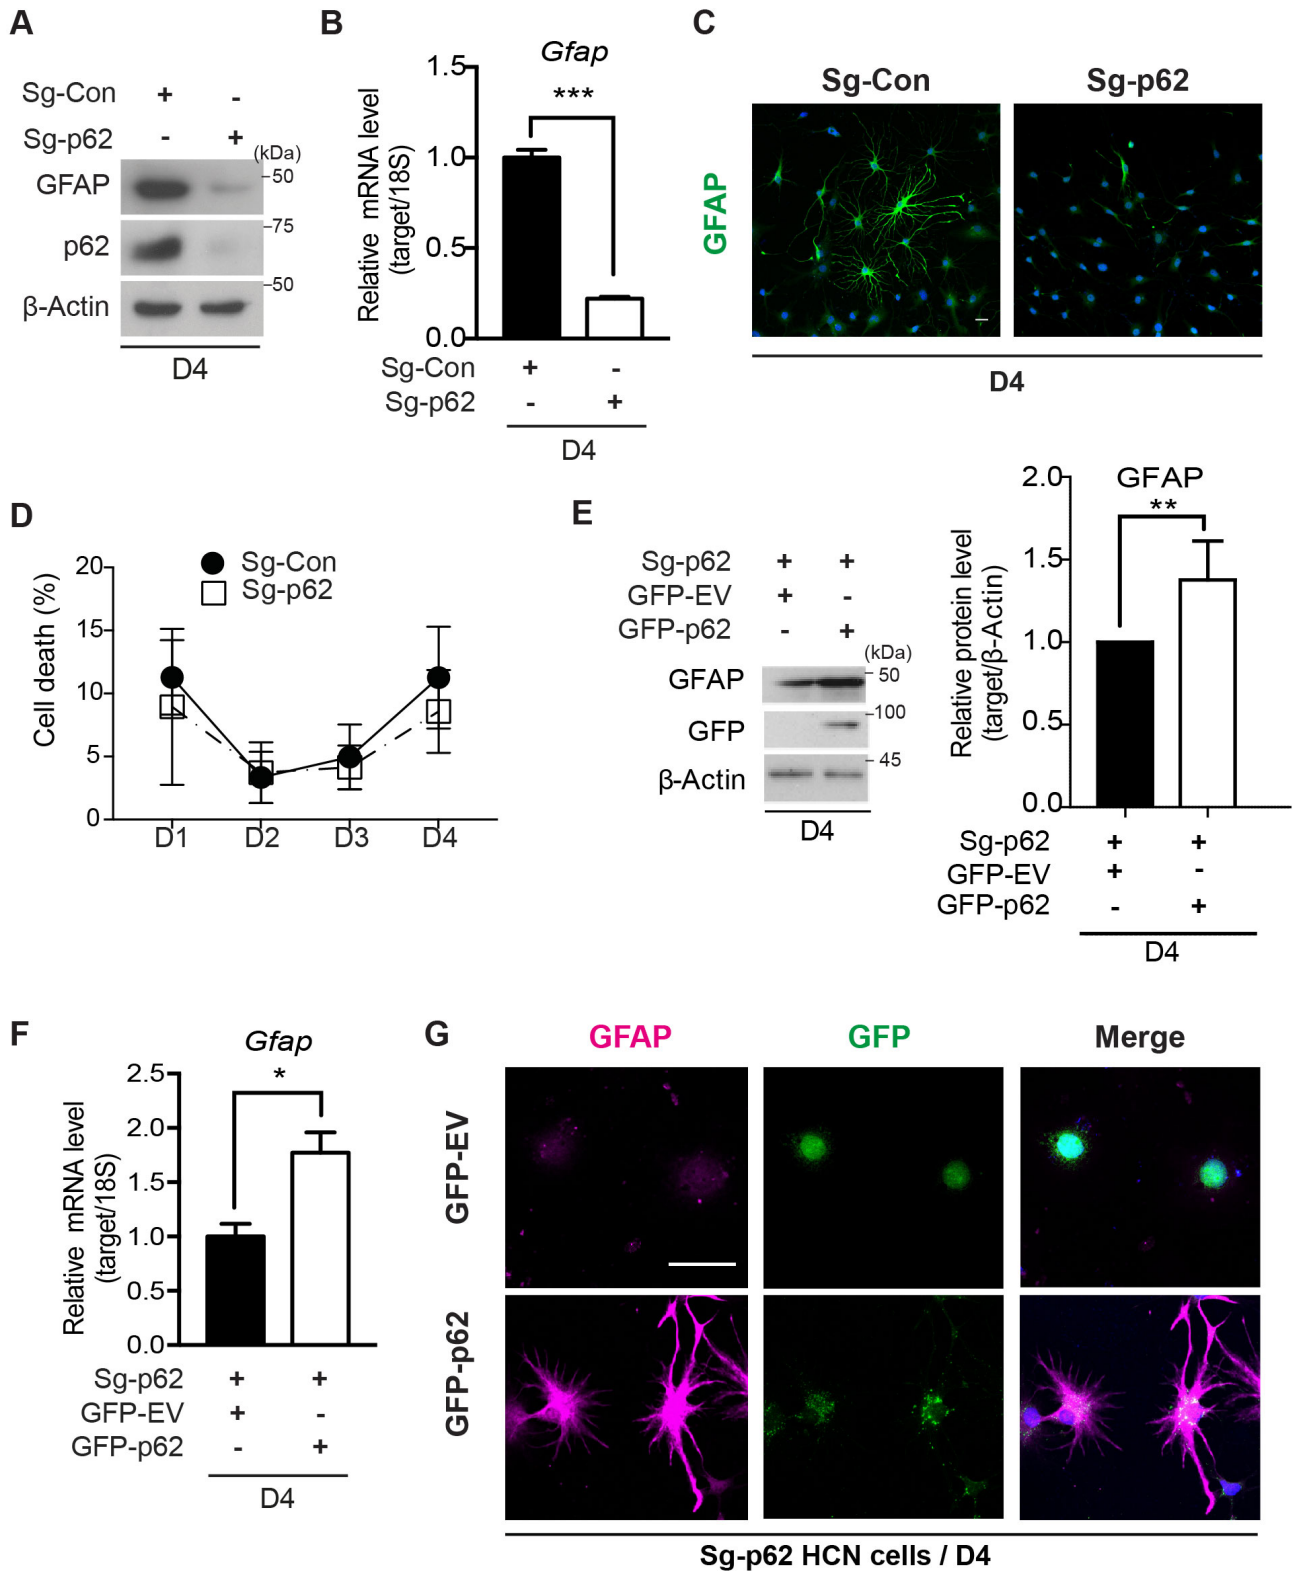 A
Sg-Con + -
Sg-p62 - +
(kDa)
GFAP
–50
p62
–75
β-Actin
–50
D4
B
Gfap
***
Relative mRNA level
(target/18S)
1.5
1.0
0.5
0.0
Sg-Con + -
Sg-p62 - +
D4
C
Sg-Con Sg-p62
GFAP
D4
D
Cell death (%)
20
15
10
5
0
Sg-Con
Sg-p62
D1 D2 D3 D4
E
Sg-p62 + +
GFP-EV + -
GFP-p62 - +
(kDa)
GFAP
– 50
GFP
–100
β-Actin
– 45
D4
GFAP
**
Relative protein level
(target/β-Actin)
2.0
1.5
1.0
0.5
0.0
Sg-p62 + +
GFP-EV + -
GFP-p62 - +
D4
F
Gfap
*
Relative mRNA level
(target/18S)
2.5
2.0
1.5
1.0
0.5
0.0
Sg-p62 + +
GFP-EV + -
GFP-p62 - +
D4
G
GFAP GFP Merge
GFP-EV
GFP-p62
Sg-p62 HCN cells / D4